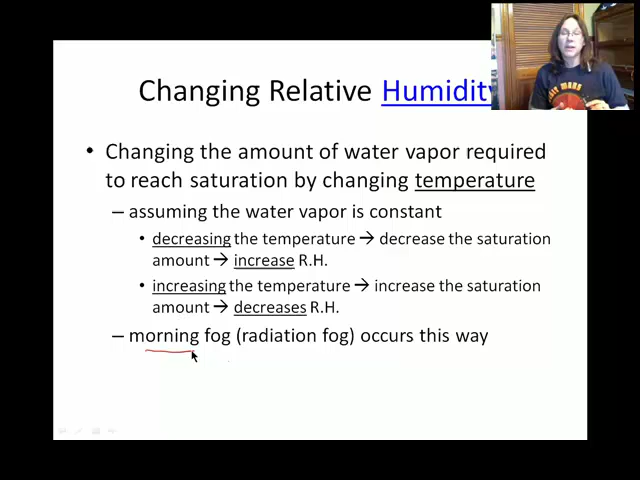 Changing Relative Humidity
• Changing the amount of water vapor required
to reach saturation by changing temperature
– assuming the water vapor is constant
• decreasing the temperature → decrease the saturation
amount → increase R.H.
• increasing the temperature → increase the saturation
amount → decreases R.H.
– morning fog (radiation fog) occurs this way